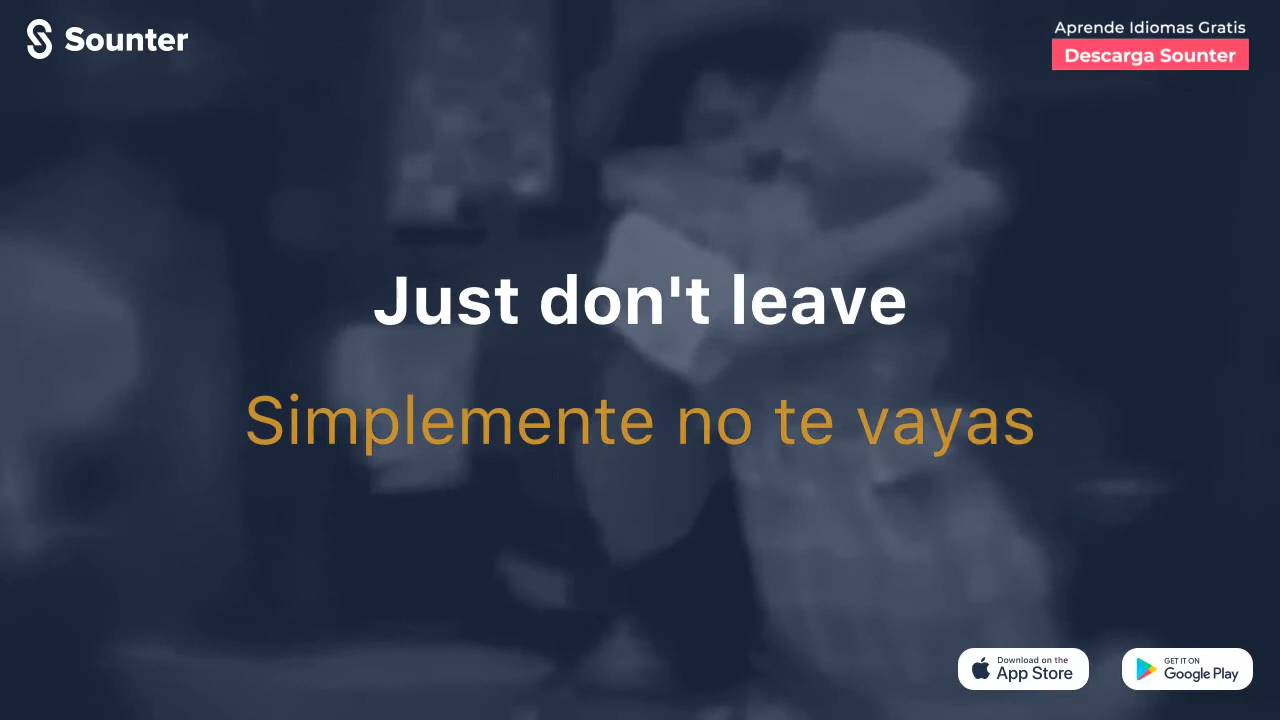 Sounter
Aprende Idiomas Gratis
Descarga Sounter
Just don't leave
Simplemente no te vayas
Download on the
App Store
GET IT ON
Google Play